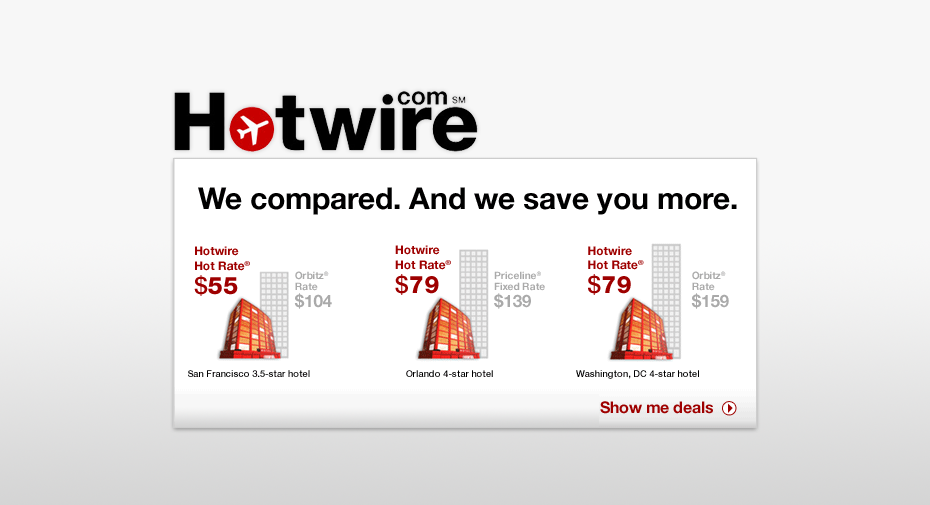 Hotwire.com SM
We compared. And we save you more.
Hotwire
Hot Rate®
$55
Orbitz®
Rate
$104
San Francisco 3.5-star hotel
Hotwire
Hot Rate®
$79
Priceline®
Fixed Rate
$139
Orlando 4-star hotel
Hotwire
Hot Rate®
$79
Orbitz®
Rate
$159
Washington, DC 4-star hotel
Show me deals